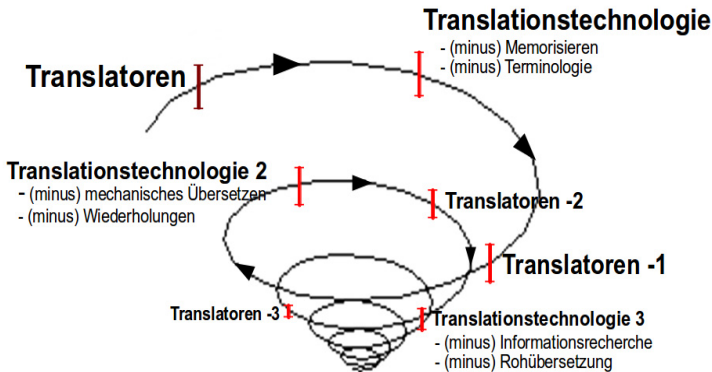 Translationstechnologie
- (minus) Memorisieren
- (minus) Terminologie
Translatoren
Translationstechnologie 2
- (minus) mechanisches Übersetzen
- (minus) Wiederholungen
Translatoren -2
Translatoren -1
Translatoren -3
Translationstechnologie 3
- (minus) Informationsrecherche
- (minus) Rohübersetzung